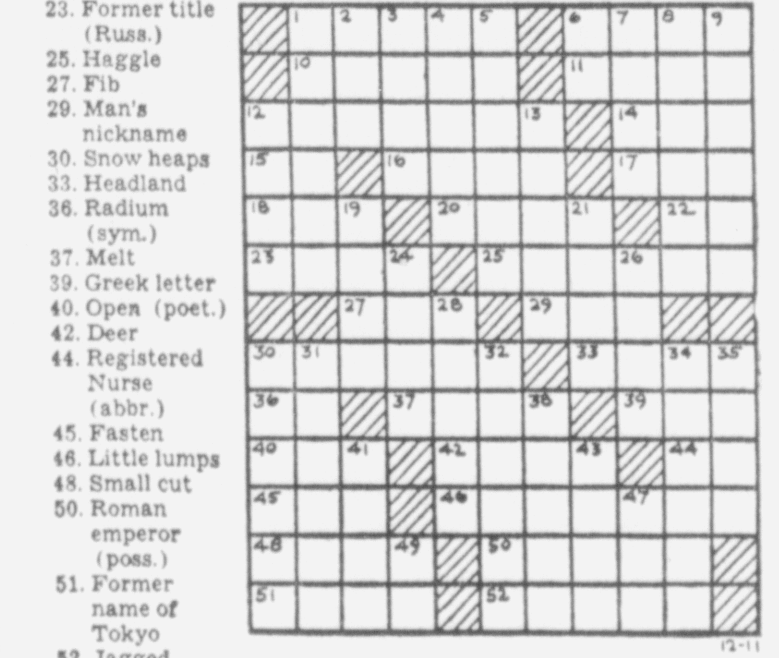 23. Former title
(Russ.)
25. Haggle
27. Fib
29. Man's
nickname
30. Snow heaps
33. Headland
36. Radium
(sym.)
37. Melt
39. Greek letter
40. Open (poet.)
42. Deer
44. Registered
Nurse
(abbr.)
45. Fasten
46. Little lumps
48. Small cut
50. Roman
emperor
(poss.)
51. Former
name of
Tokyo
52. Jagged
1 2 3 4 5 6 7 8 9
10 11
12 13 14
15 16 17
18 19 20 21 22
23 24 25 26
27 28 29
30 31 32 33 34 35
36 37 38 39
40 41 42 43 44
45 46 47
48 49 50
51 52
12-11